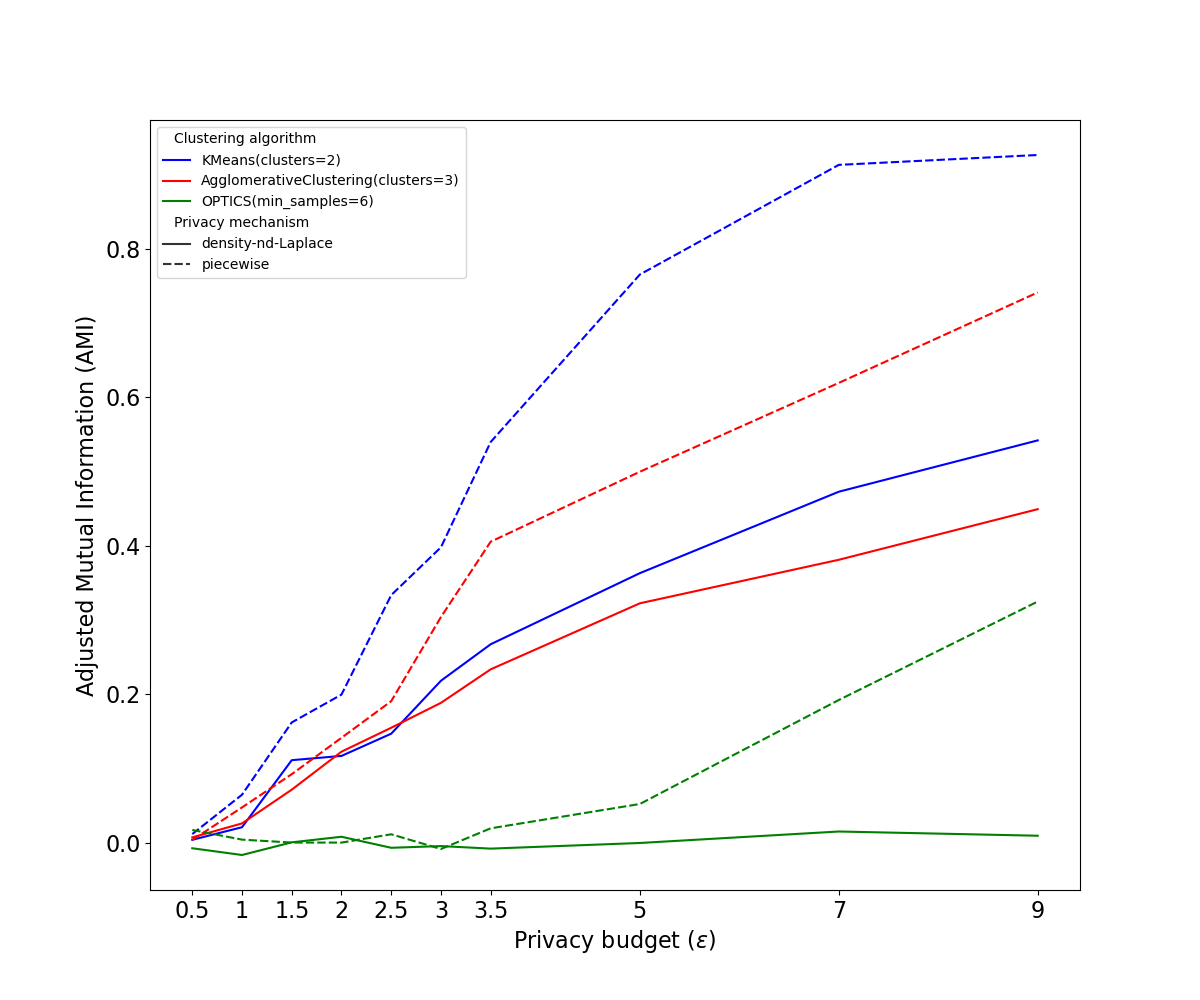 Clustering algorithm
KMeans(clusters=2)
AgglomerativeClustering(clusters=3)
OPTICS(min_samples=6)
Privacy mechanism
density-nd-Laplace
piecewise
Adjusted Mutual Information (AMI)
0.8
0.6
0.4
0.2
0.0
0.5 1 1.5 2 2.5 3 3.5 5 7 9
Privacy budget (ε)